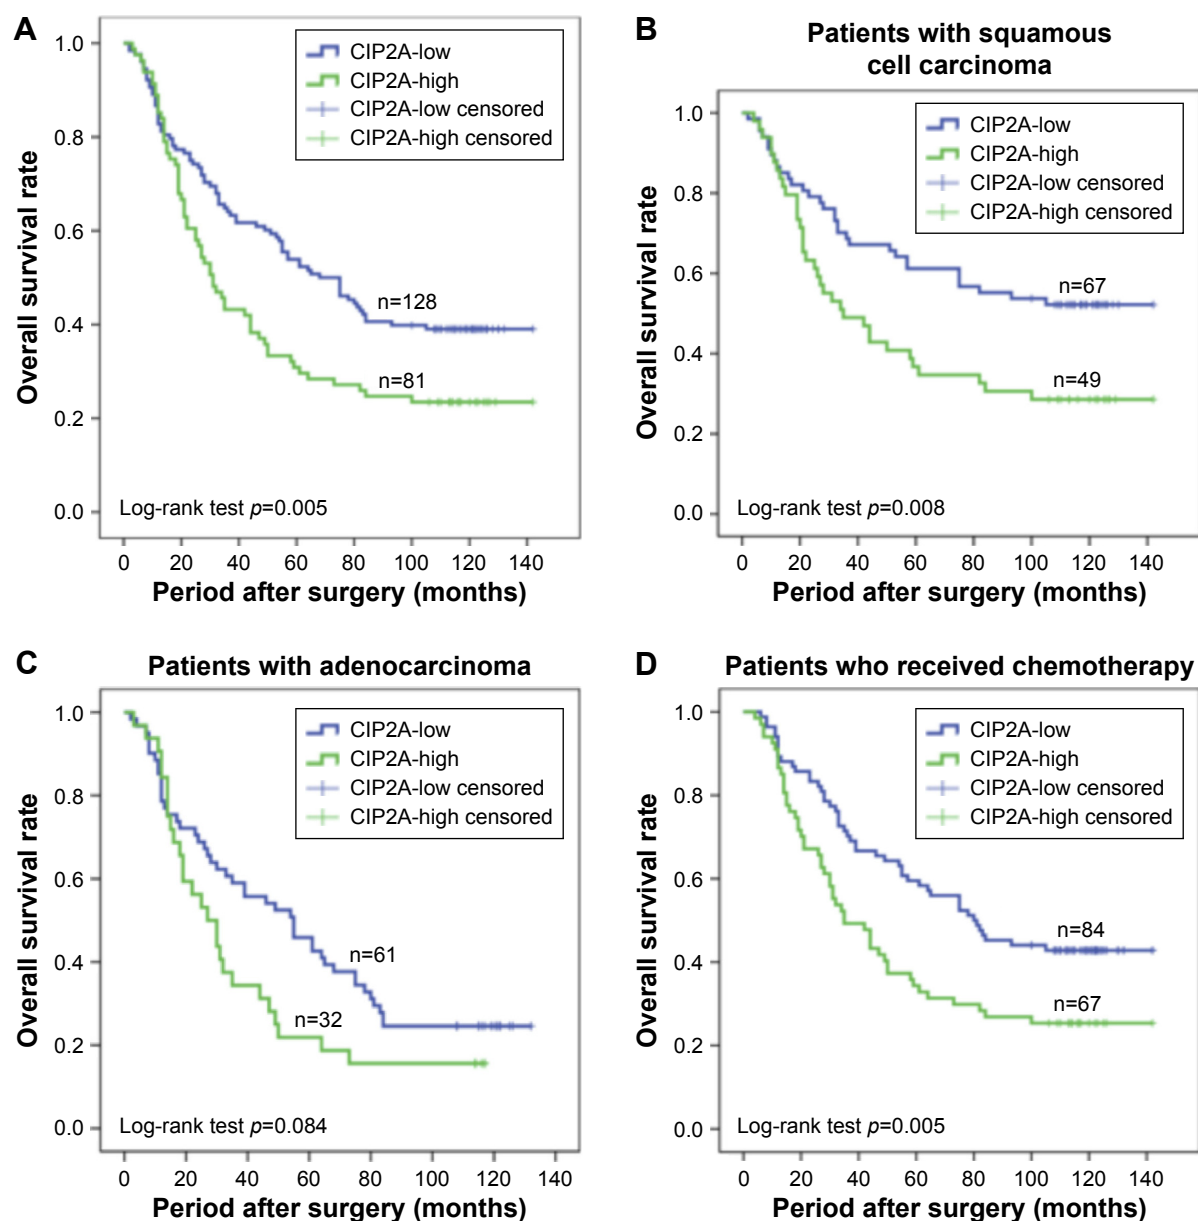 A
1.0
0.8
0.6
0.4
0.2
0.0
Overall survival rate
CIP2A-low
CIP2A-high
CIP2A-low censored
CIP2A-high censored
n=128
n=81
Log-rank test p=0.005
0 20 40 60 80 100 120 140
Period after surgery (months)
B
Patients with squamous
cell carcinoma
1.0
0.8
0.6
0.4
0.2
0.0
Overall survival rate
CIP2A-low
CIP2A-high
CIP2A-low censored
CIP2A-high censored
n=67
n=49
Log-rank test p=0.008
0 20 40 60 80 100 120 140
Period after surgery (months)
C
Patients with adenocarcinoma
1.0
0.8
0.6
0.4
0.2
0.0
Overall survival rate
CIP2A-low
CIP2A-high
CIP2A-low censored
CIP2A-high censored
n=61
n=32
Log-rank test p=0.084
0 20 40 60 80 100 120 140
Period after surgery (months)
D
Patients who received chemotherapy
1.0
0.8
0.6
0.4
0.2
0.0
Overall survival rate
CIP2A-low
CIP2A-high
CIP2A-low censored
CIP2A-high censored
n=84
n=67
Log-rank test p=0.005
0 20 40 60 80 100 120 140
Period after surgery (months)